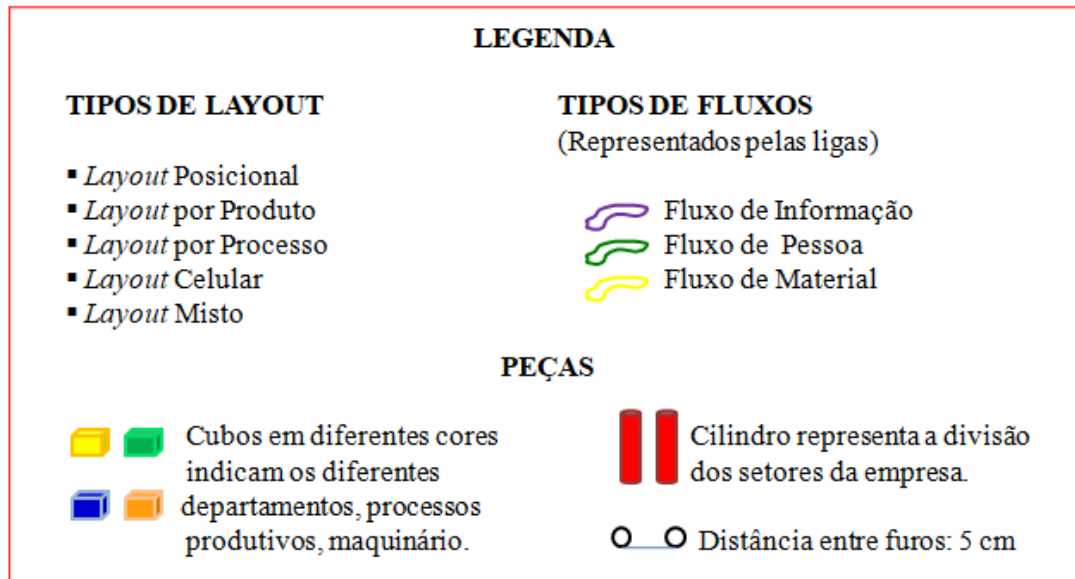 LEGENDA
TIPOS DE LAYOUT
▪ Layout Posicional
▪ Layout por Produto
▪ Layout por Processo
▪ Layout Celular
▪ Layout Misto
TIPOS DE FLUXOS
(Representados pelas ligas)
Fluxo de Informação
Fluxo de Pessoa
Fluxo de Material
PEÇAS
Cubos em diferentes cores
indicam os diferentes
departamentos, processos
produtivos, maquinário.
Cilindro representa a divisão
dos setores da empresa.
Distância entre furos: 5 cm